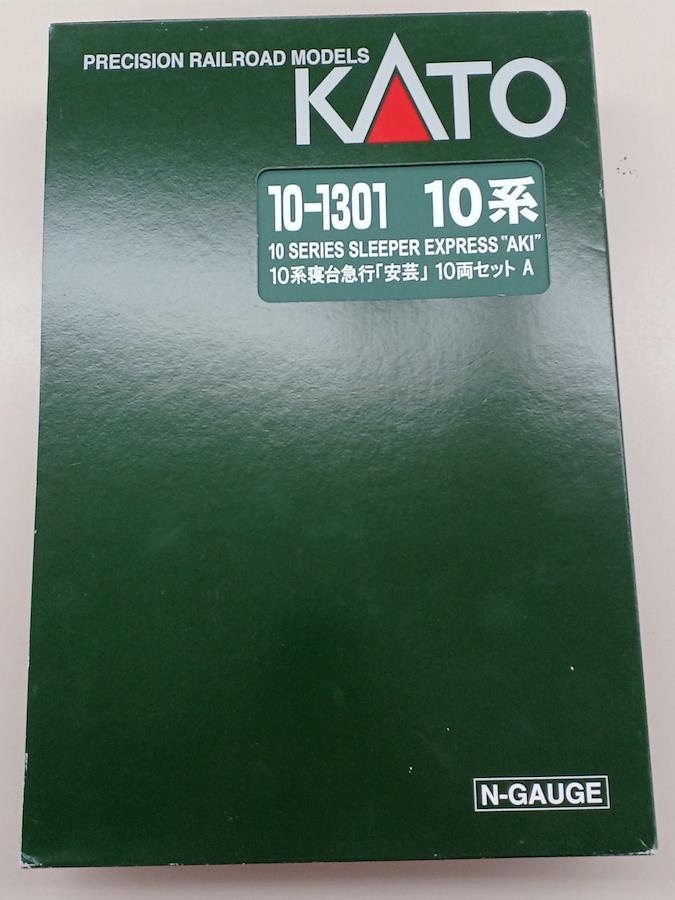 PRECISION RAILROAD MODELS
KATO
10-1301 10系
10 SERIES SLEEPER EXPRESS "AKI"
10系寝台急行「安芸」 10両セット A
N-GAUGE